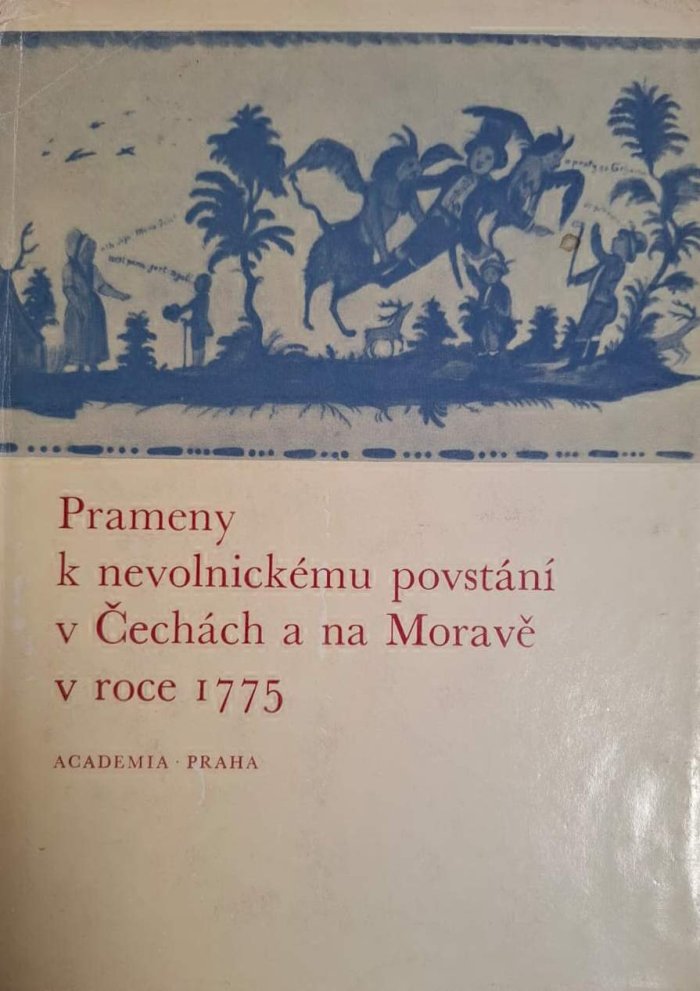 Prameny
k nevolnickému povstání
v Čechách a na Moravě
v roce 1775
ACADEMIA · PRAHA